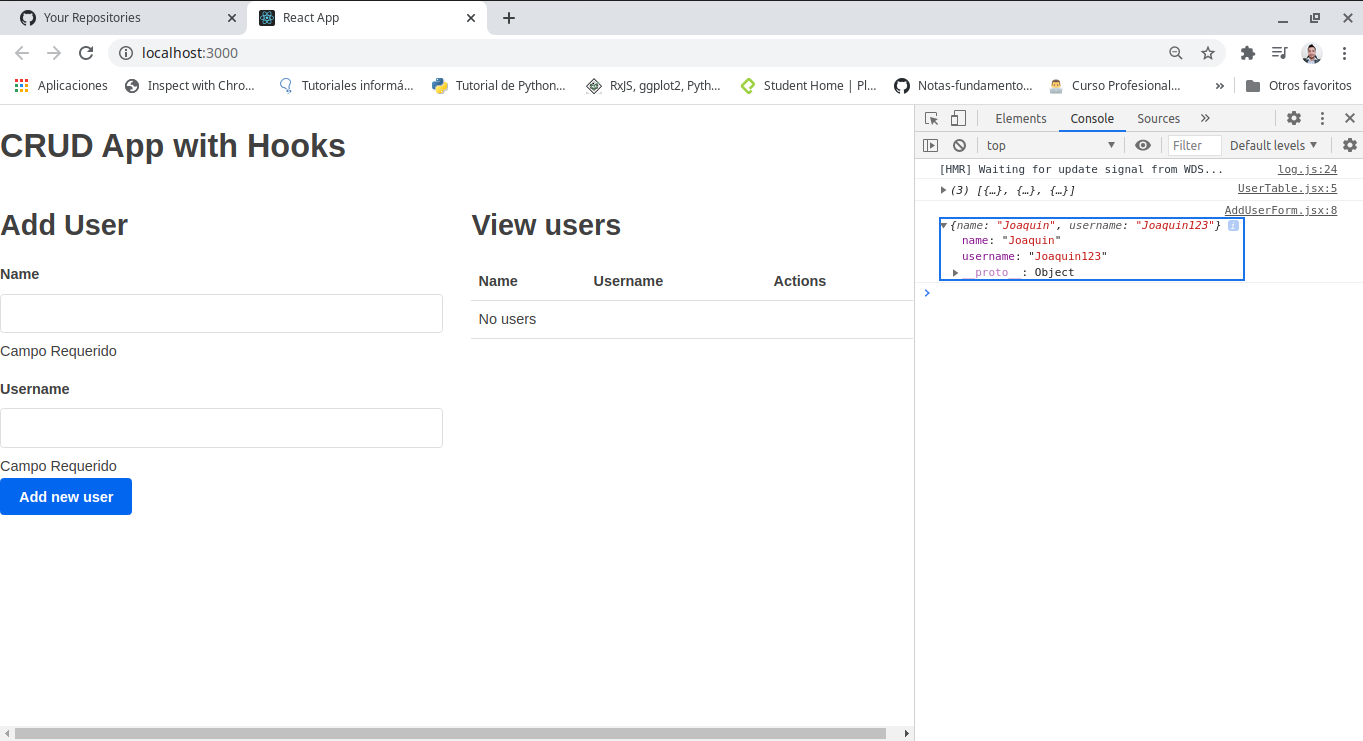 Your Repositories
React App
localhost:3000
Aplicaciones
Inspect with Chro...
Tutoriales informá...
Tutorial de Python...
RxJS, ggplot2, Pyth...
Student Home | Pl...
Notas-fundamento...
Curso Profesional...
»
Otros favoritos
CRUD App with Hooks
Add User
Name
Campo Requerido
Username
Campo Requerido
Add new user
View users
Name Username Actions
No users
Elements Console Sources »
top Filter Default levels
[HMR] Waiting for update signal from WDS... log.js:24
(3) [{…}, {…}, {…}] UserTable.jsx:5
AddUserForm.jsx:8
{name: "Joaquin", username: "Joaquin123"} i
name: "Joaquin"
username: "Joaquin123"
__proto__: Object